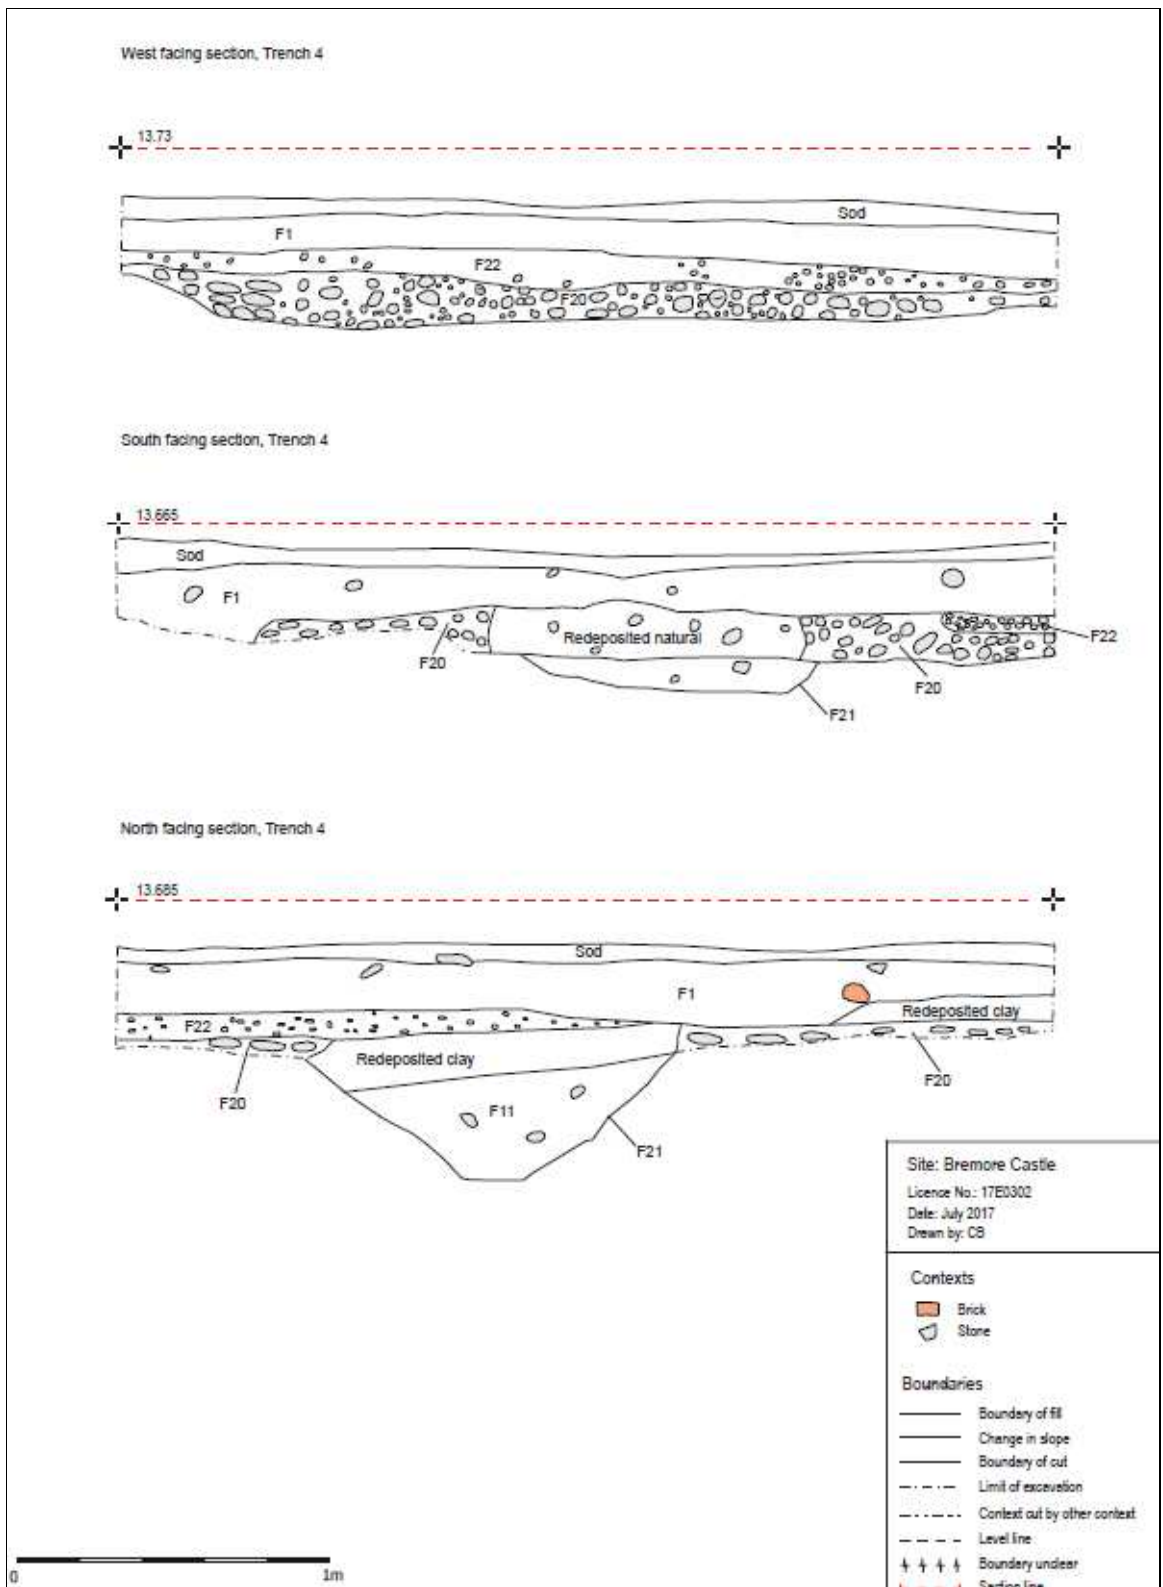 West facing section, Trench 4
13.73
Sod
F1
F22
F20
South facing section, Trench 4
13.665
Sod
F1
Redeposited natural
F22
F20
F20
F21
North facing section, Trench 4
13.685
Sod
F1
Redeposited clay
F22
Redeposited clay
F20
F20
F11
F21
Site: Bremore Castle
Licence No.: 17E0302
Date: July 2017
Drawn by: CB
Contexts
Brick
Stone
Boundaries
Boundary of fill
Change in slope
Boundary of cut
Limit of excavation
Context cut by other context
Level line
Boundary unclear
Section line
0 1m